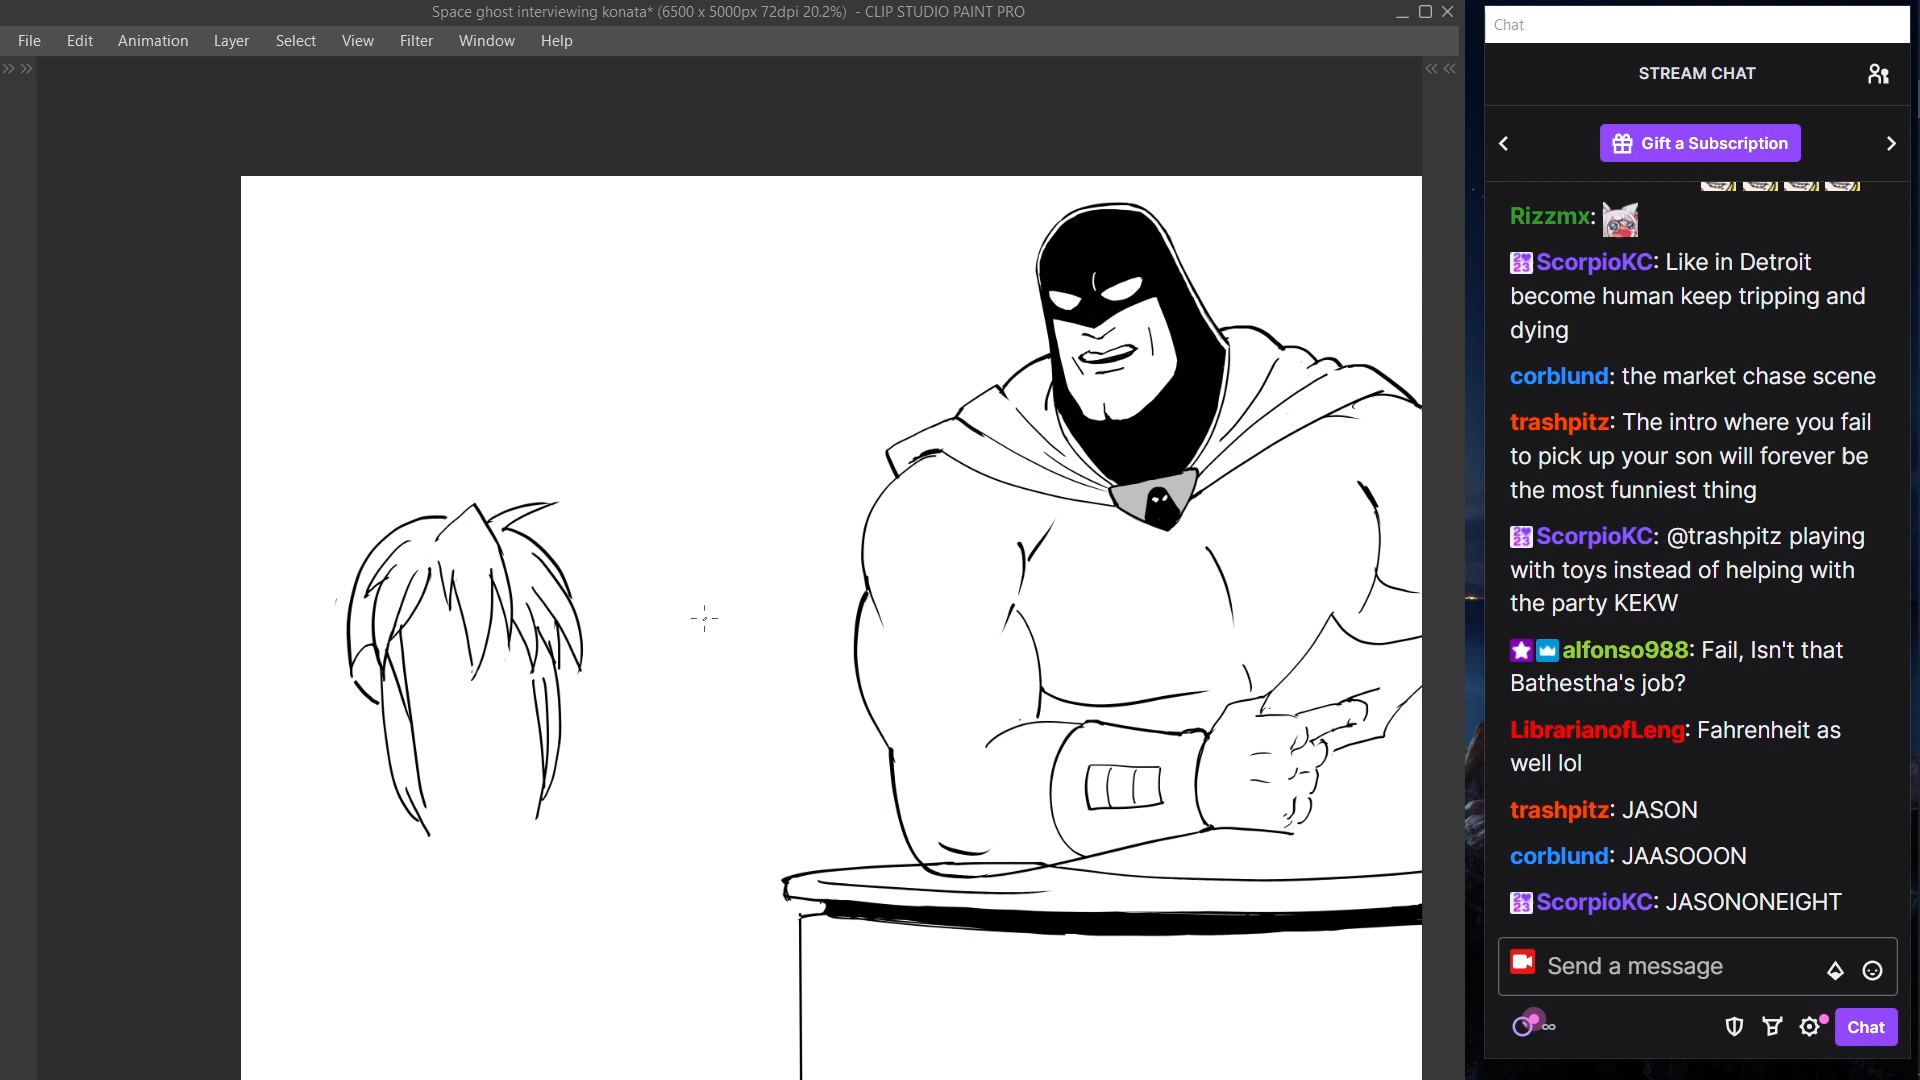 Space ghost interviewing konata* (6500 x 5000px 72dpi 20.2%) - CLIP STUDIO PAINT PRO
File Edit Animation Layer Select View Filter Window Help
Chat
STREAM CHAT
Gift a Subscription
Rizzmx:
ScorpioKC: Like in Detroit
become human keep tripping and
dying
corblund: the market chase scene
trashpitz: The intro where you fail
to pick up your son will forever be
the most funniest thing
ScorpioKC: @trashpitz playing
with toys instead of helping with
the party KEKW
alfonso988: Fail, Isn't that
Bathestha's job?
LibrarianofLeng: Fahrenheit as
well lol
trashpitz: JASON
corblund: JAASOOON
ScorpioKC: JASONONEIGHT
Send a message
Chat